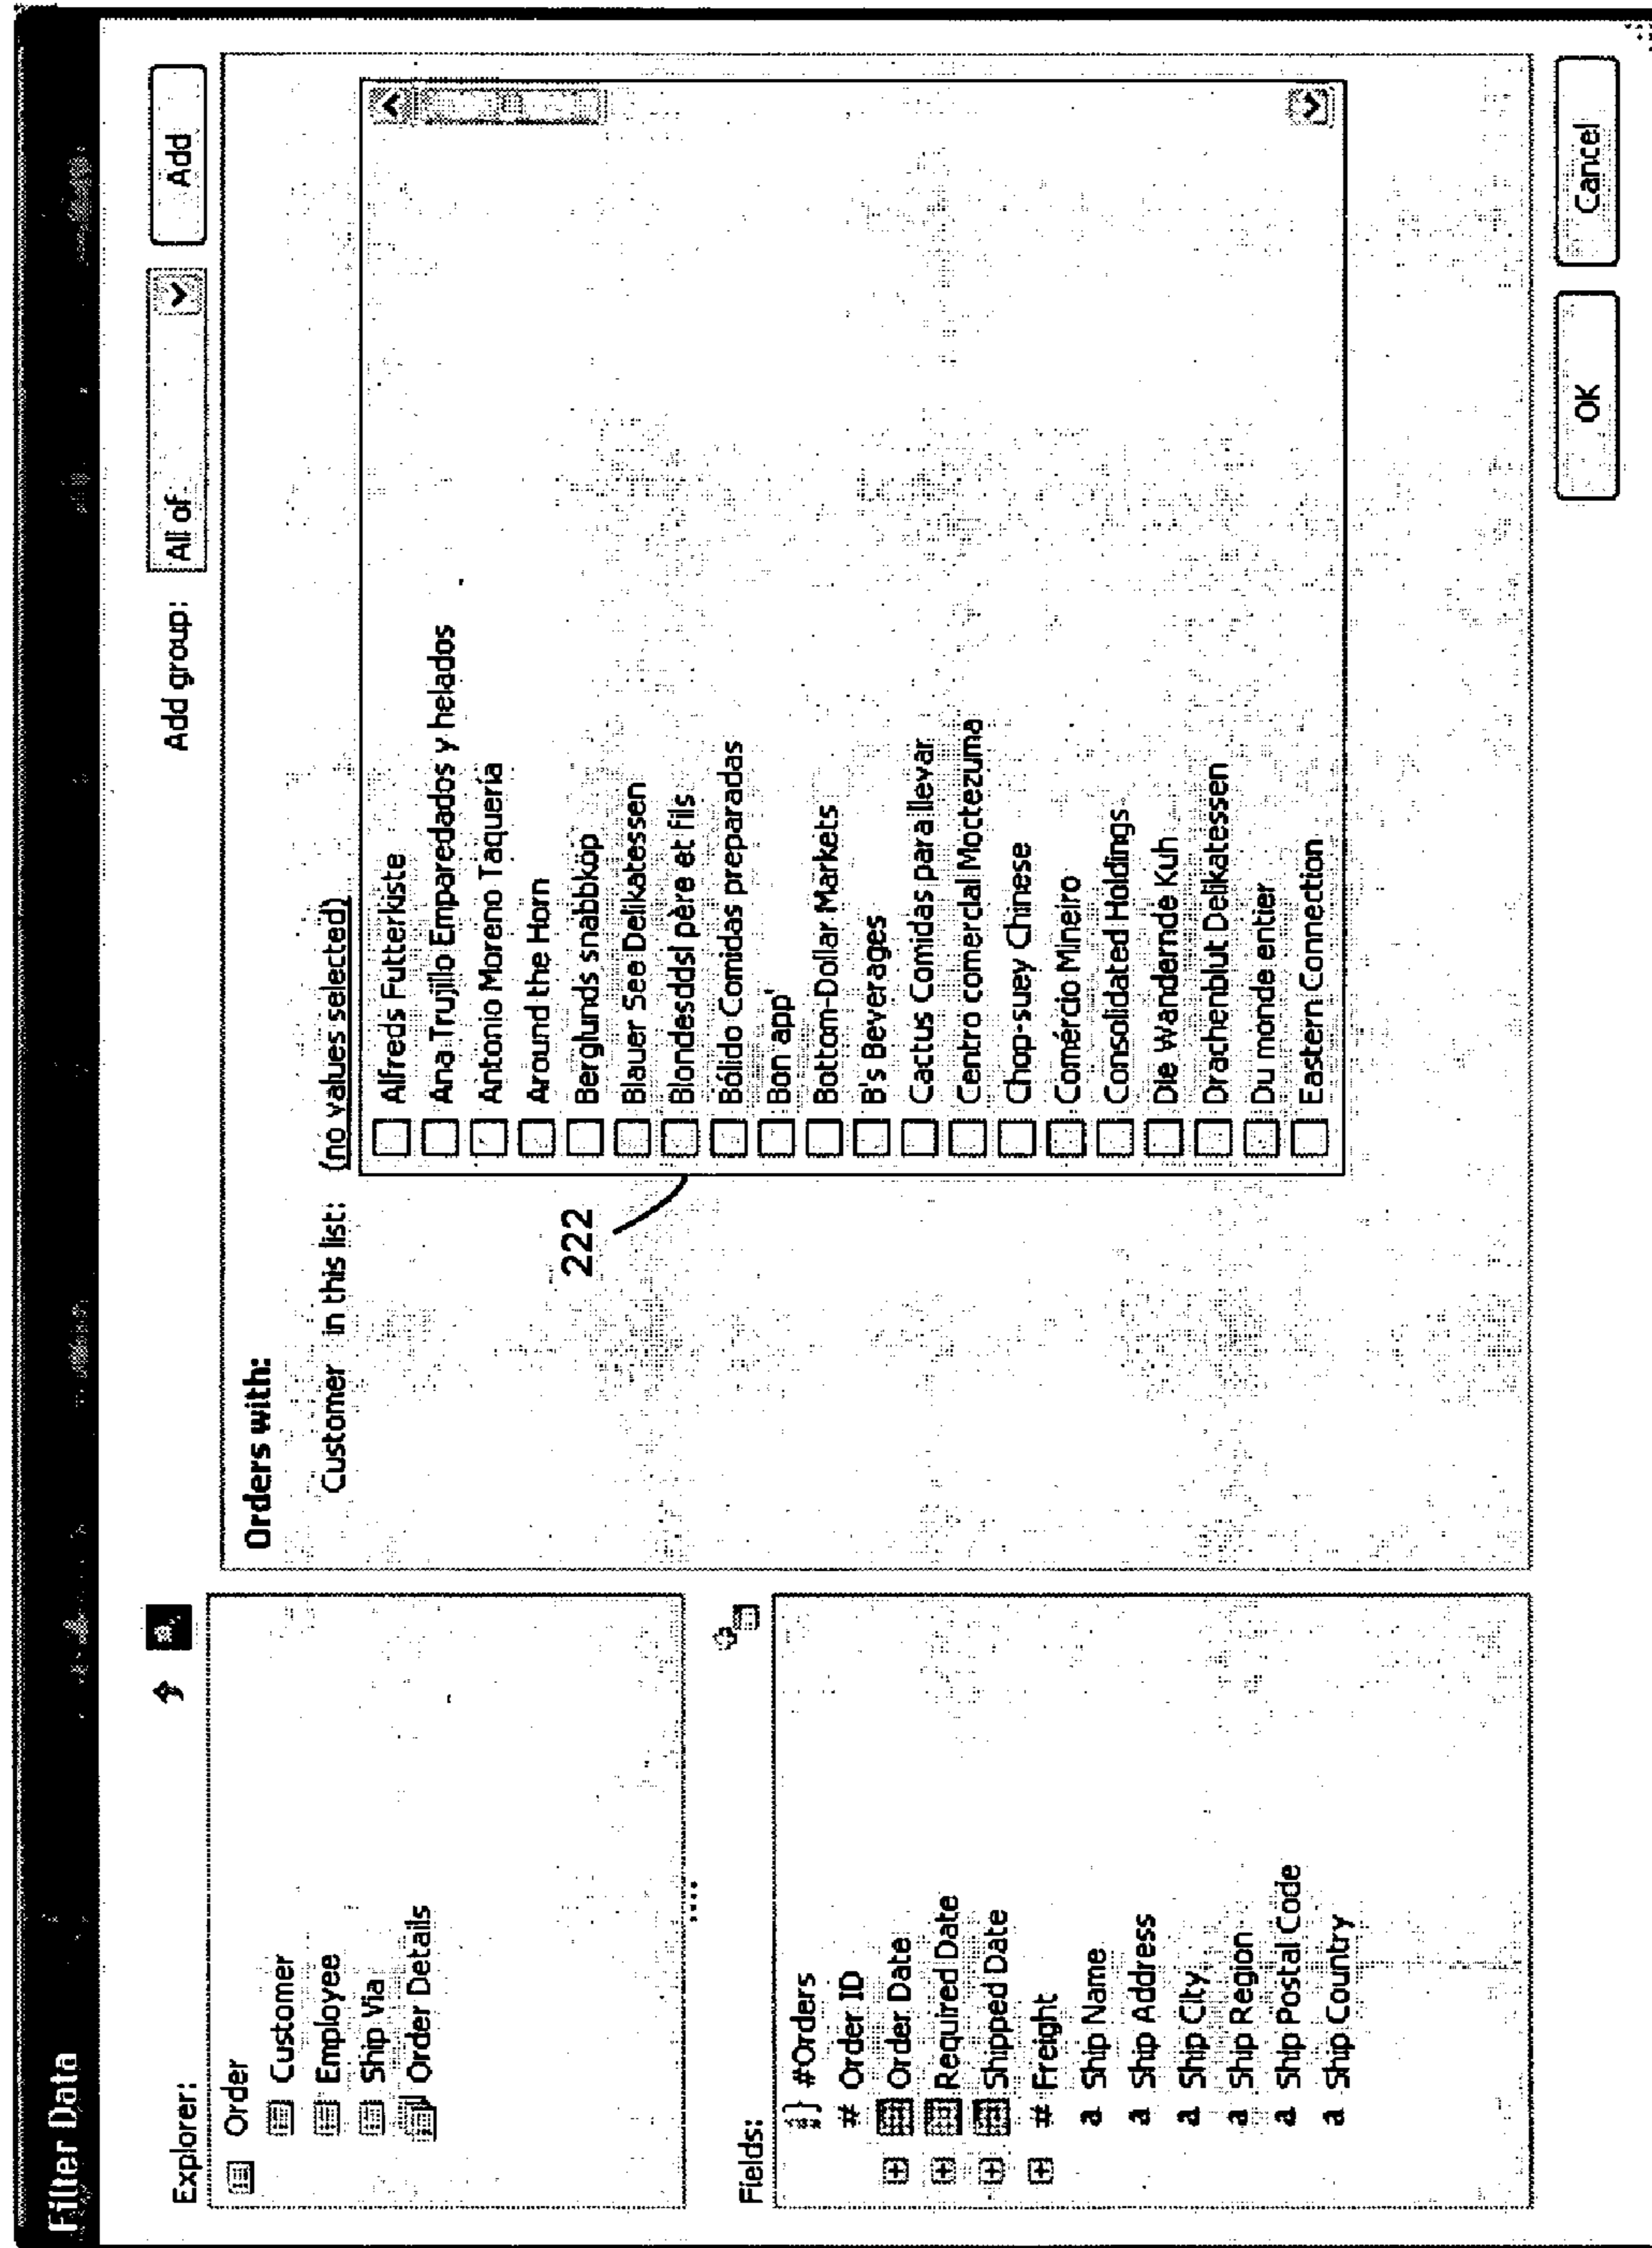 Filter Data
Explorer:
Order
Customer
Employee
Ship Via
Order Details
Fields:
#Orders
# Order ID
Order Date
Required Date
Shipped Date
# Freight
a Ship Name
a Ship Address
a Ship City
a Ship Region
a Ship Postal Code
a Ship Country
Add group: All of Add
Orders with:
Customer in this list: (no values selected)
222
Alfreds Futterkiste
Ana Trujillo Emparedados y helados
Antonio Moreno Taquería
Around the Horn
Berglunds snabbköp
Blauer See Delikatessen
Blondesddsl père et fils
Bólido Comidas preparadas
Bon app'
Bottom-Dollar Markets
B's Beverages
Cactus Comidas para llevar
Centro comercial Moctezuma
Chop-suey Chinese
Comércio Mineiro
Consolidated Holdings
Die Wandernde Kuh
Drachenblut Delikatessen
Du monde entier
Eastern Connection
OK Cancel